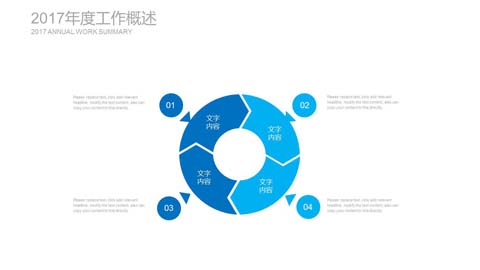 2017年度工作概述
2017 ANNUAL WORK SUMMARY
Please replace text, click add relevant
headline, modify the text content, also can
copy your content to this directly.
01
文字
内容
文字
内容
02
Please replace text, click add relevant
headline, modify the text content, also can
copy your content to this directly.
Please replace text, click add relevant
headline, modify the text content, also can
copy your content to this directly.
03
文字
内容
文字
内容
04
Please replace text, click add relevant
headline, modify the text content, also can
copy your content to this directly.